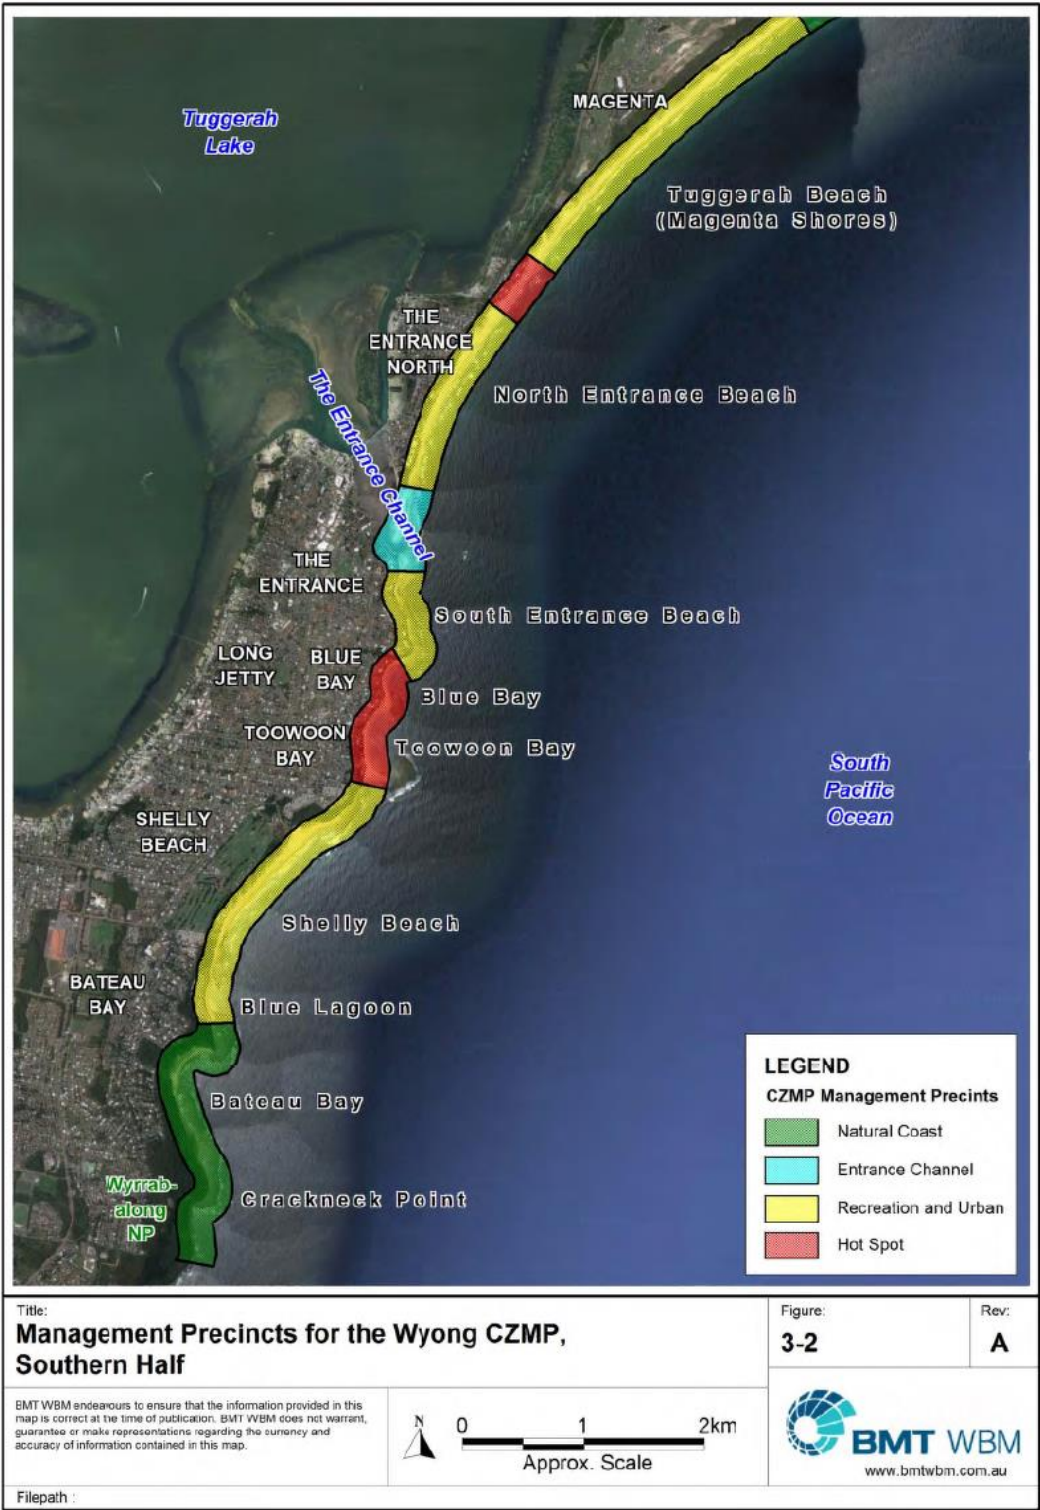 Tuggerah
Lake
MAGENTA
Tuggerah Beach
(Magenta Shores)
THE
ENTRANCE
NORTH
North Entrance Beach
The Entrance Channel
THE
ENTRANCE
South Entrance Beach
LONG
JETTY
BLUE
BAY
Blue Bay
TOOWOON
BAY
Toowoon Bay
South
Pacific
Ocean
SHELLY
BEACH
Shelly Beach
BATEAU
BAY
Blue Lagoon
Bateau Bay
Wyrrab-
along
NP
Crackneck Point
LEGEND
CZMP Management Precints
Natural Coast
Entrance Channel
Recreation and Urban
Hot Spot
Title:
Management Precincts for the Wyong CZMP,
Southern Half
Figure:
3-2
Rev:
A
BMT WBM endeavours to ensure that the information provided in this
map is correct at the time of publication. BMT WBM does not warrant,
guarantee or make representations regarding the currency and
accuracy of information contained in this map.
N
0 1 2km
Approx. Scale
BMT WBM
www.bmtwbm.com.au
Filepath :